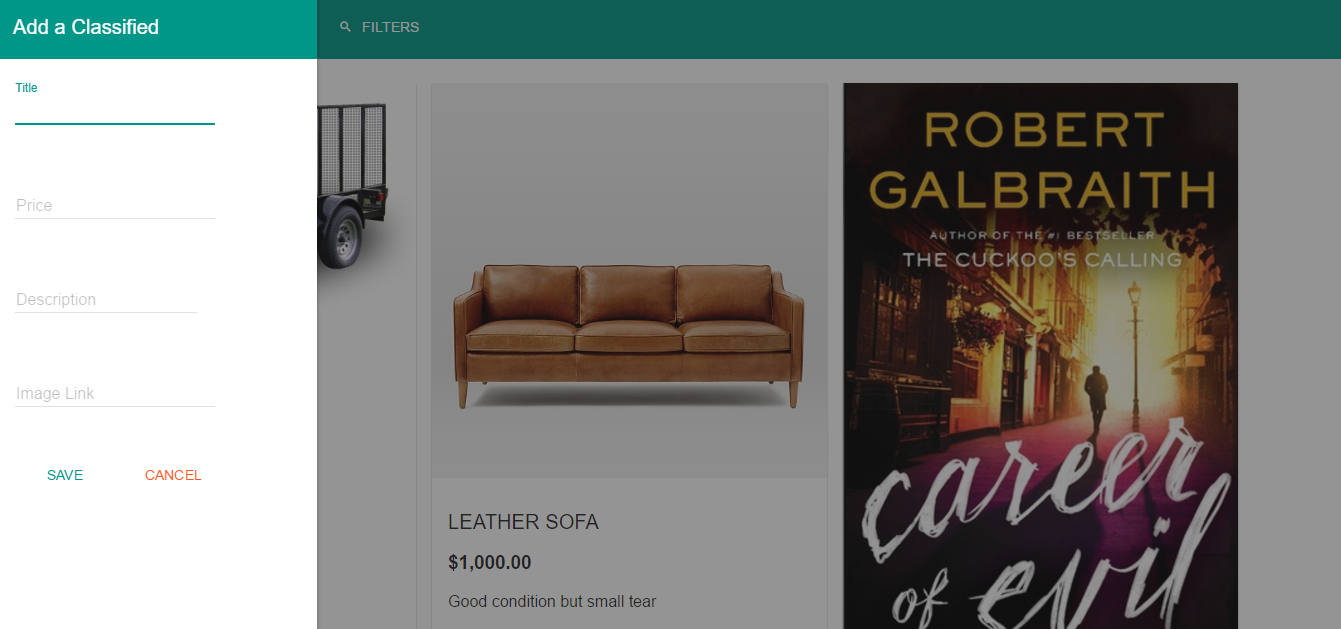 Add a Classified
FILTERS
Title
Price
Description
Image Link
SAVE
CANCEL
LEATHER SOFA
$1,000.00
Good condition but small tear
ROBERT
GALBRAITH
AUTHOR OF THE #1 BESTSELLER
THE CUCKOO'S CALLING
career
of evil